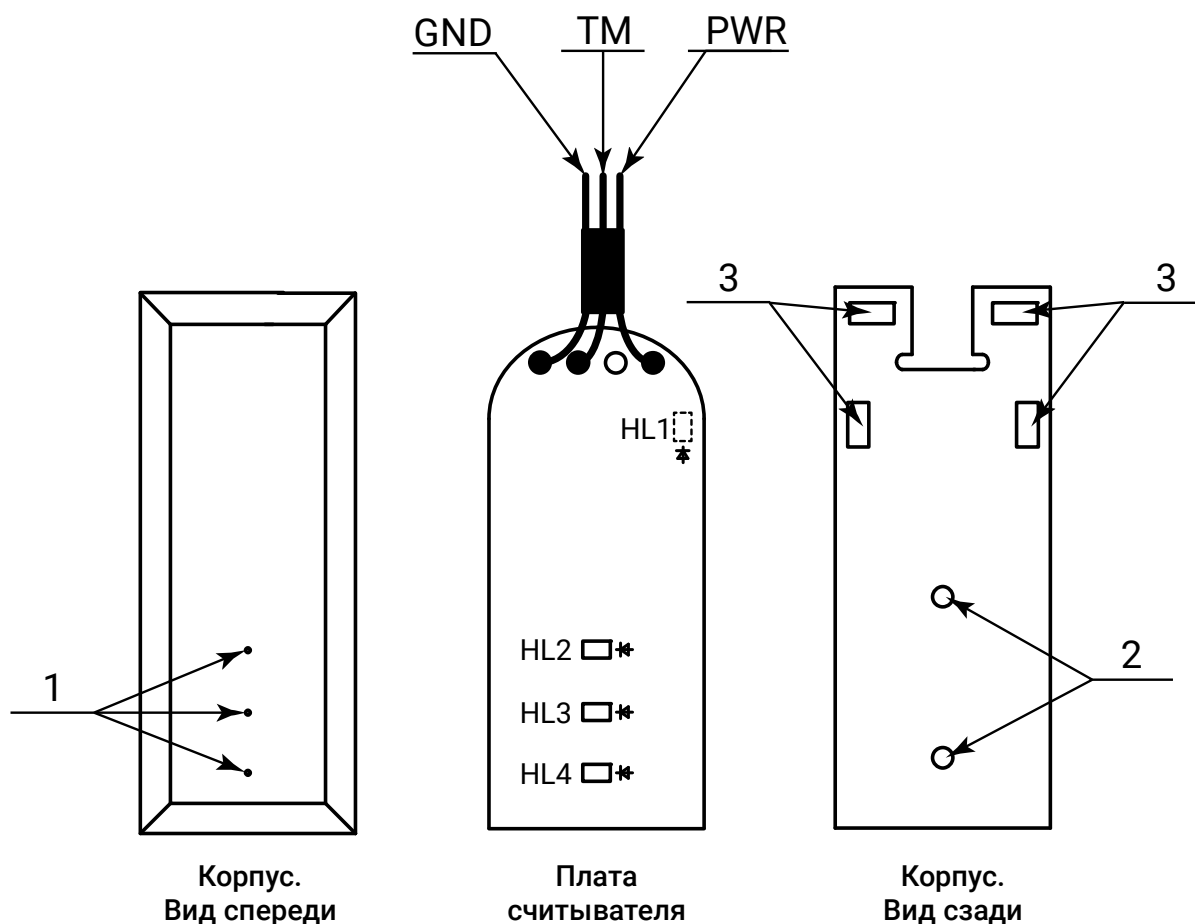 GND TM PWR
3 3
HL1
HL2
1
HL3
2
HL4
Корпус.
Вид спереди
Плата
считывателя
Корпус.
Вид сзади